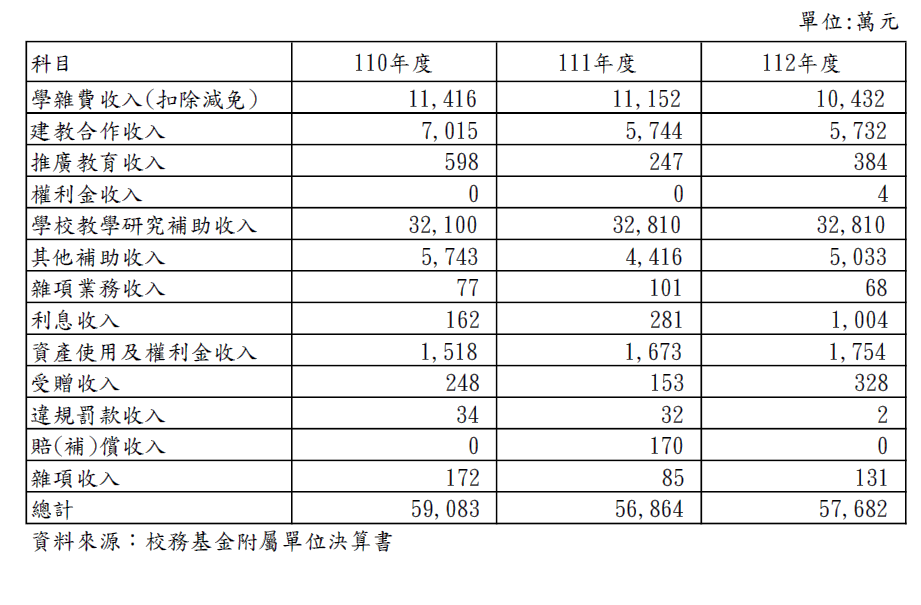 單位:萬元
科目 110年度 111年度 112年度
學雜費收入(扣除減免) 11,416 11,152 10,432
建教合作收入 7,015 5,744 5,732
推廣教育收入 598 247 384
權利金收入 0 0 4
學校教學研究補助收入 32,100 32,810 32,810
其他補助收入 5,743 4,416 5,033
雜項業務收入 77 101 68
利息收入 162 281 1,004
資產使用及權利金收入 1,518 1,673 1,754
受贈收入 248 153 328
違規罰款收入 34 32 2
賠(補)償收入 0 170 0
雜項收入 172 85 131
總計 59,083 56,864 57,682
資料來源：校務基金附屬單位決算書